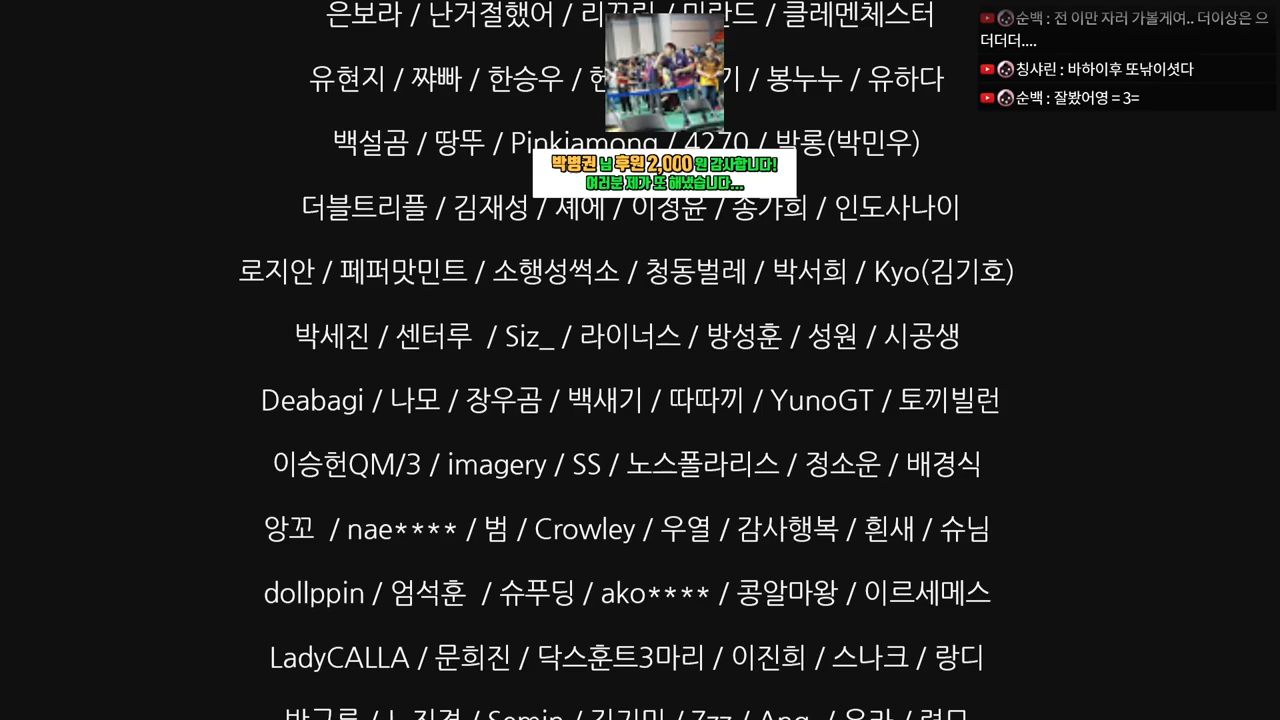 은보라 / 난거절했어 / 클레멘체스터
유현지 / 쨔빠 / 한승우 / 봉누누 / 유하다
백설곰 / 땅뚜 / Pinkjamong / 4270 / 박롱(박민우)
박병권 님 후원 2,000 원 감사합니다!
여러분 제가 또 해냈습니다...
더블트리플 / 김재성 / 셰에 / 이정윤 / 송가희 / 인도사나이
로지안 / 페퍼맛민트 / 소행성썩소 / 청동벌레 / 박서희 / Kyo(김기호)
박세진 / 센터루 / Siz_ / 라이너스 / 방성훈 / 성원 / 시공생
Deabagi / 나모 / 장우곰 / 백새기 / 따따끼 / YunoGT / 토끼빌런
이승헌QM/3 / imagery / SS / 노스폴라리스 / 정소운 / 배경식
앙꼬 / nae**** / 범 / Crowley / 우열 / 감사행복 / 흰새 / 슈님
dollppin / 엄석훈 / 슈푸딩 / ako**** / 콩알마왕 / 이르세메스
LadyCALLA / 문희진 / 닥스훈트3마리 / 이진희 / 스나크 / 랑디
순백 : 전 이만 자러 가볼게여.. 더이상은 으
더더더....
칭샤린 : 바하이후 또낚이셧다
순백 : 잘봤어영 = 3=